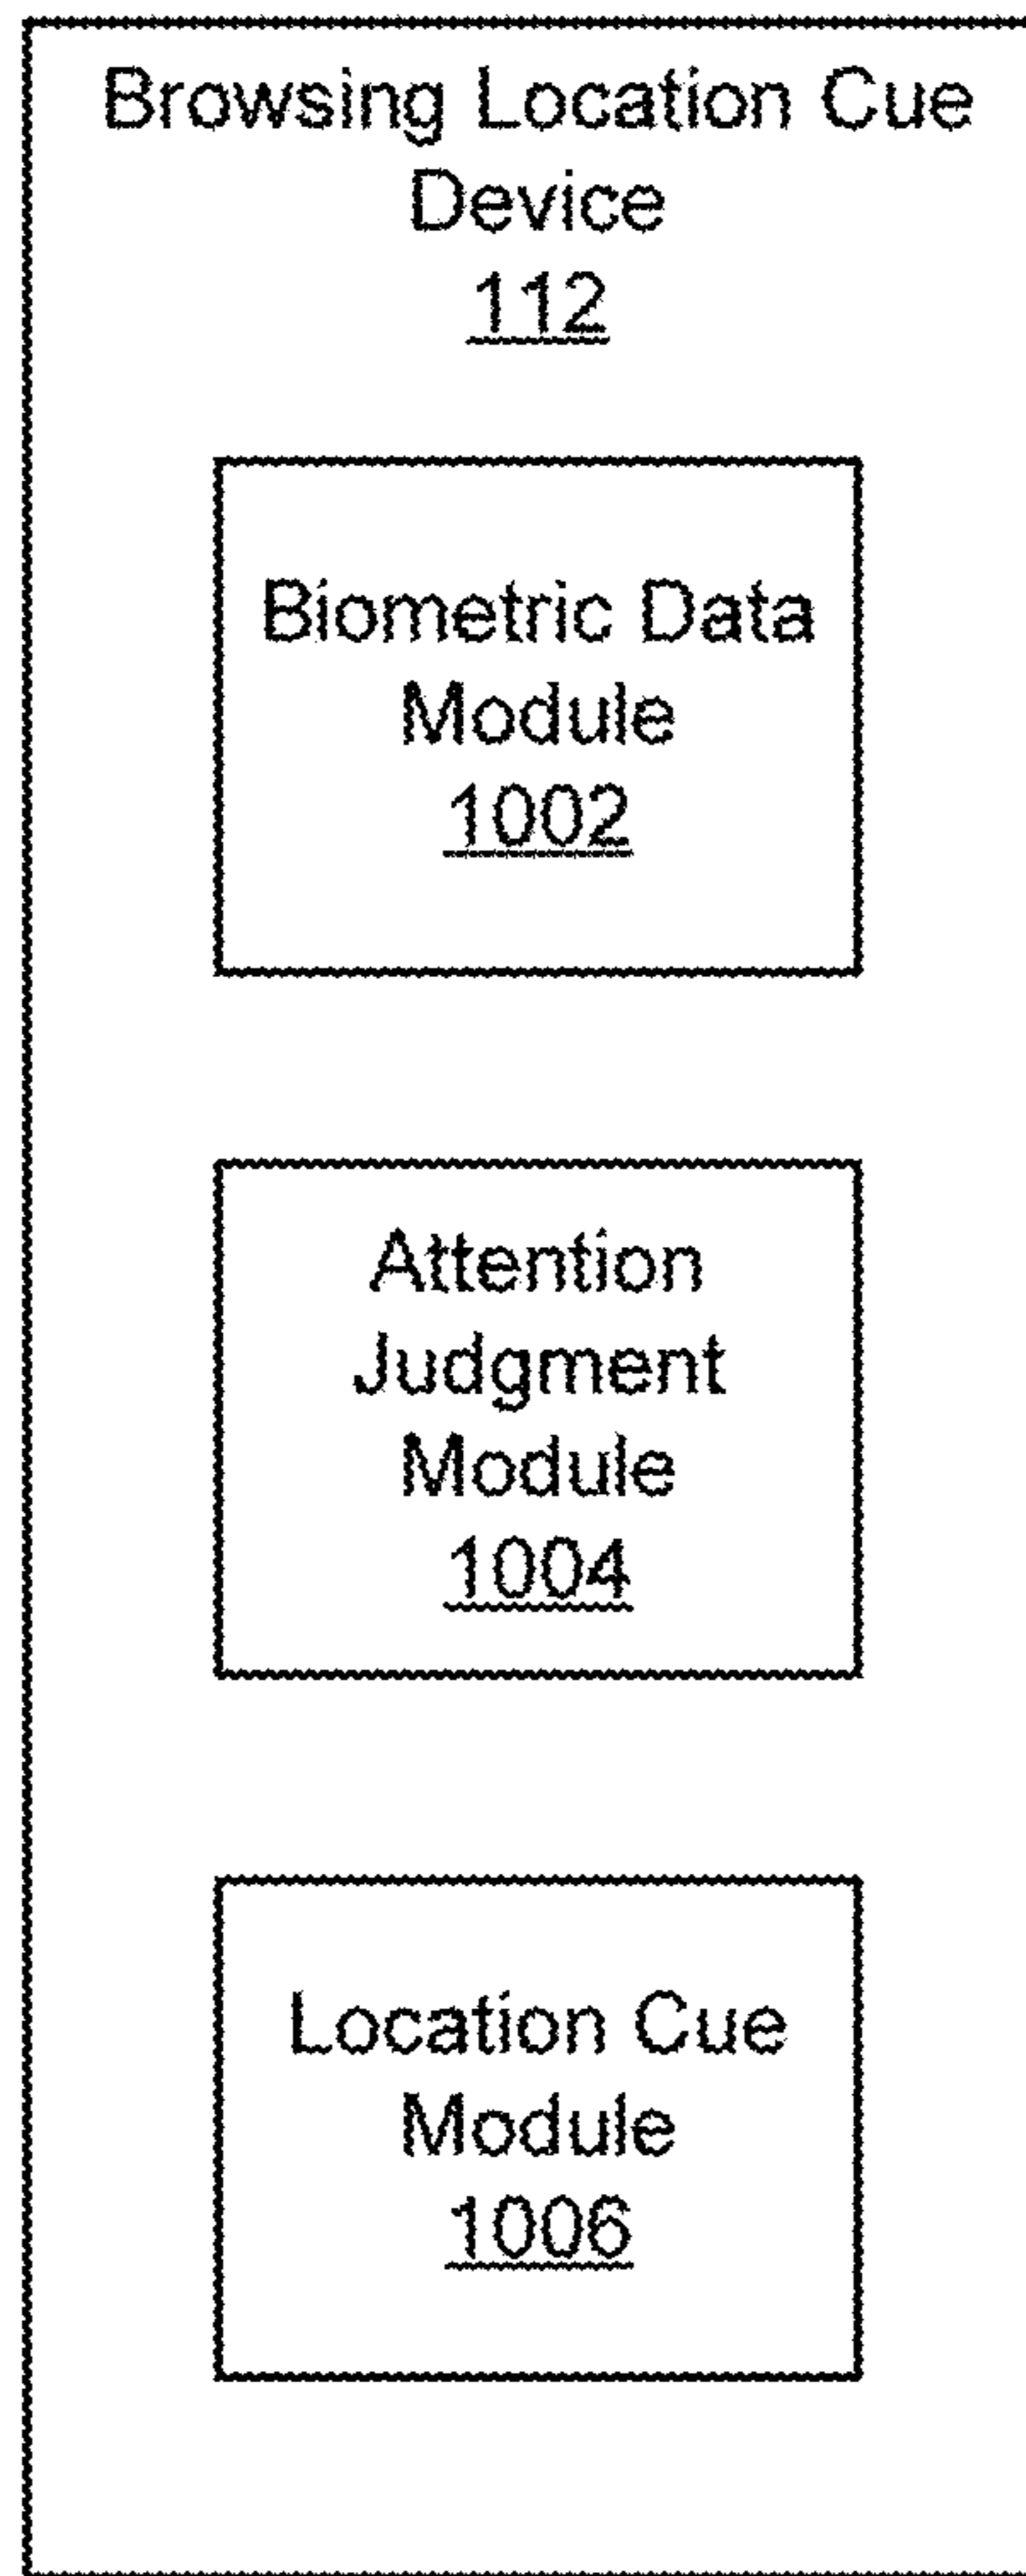 Browsing Location Cue
Device
112
Biometric Data
Module
1002
Attention
Judgment
Module
1004
Location Cue
Module
1006